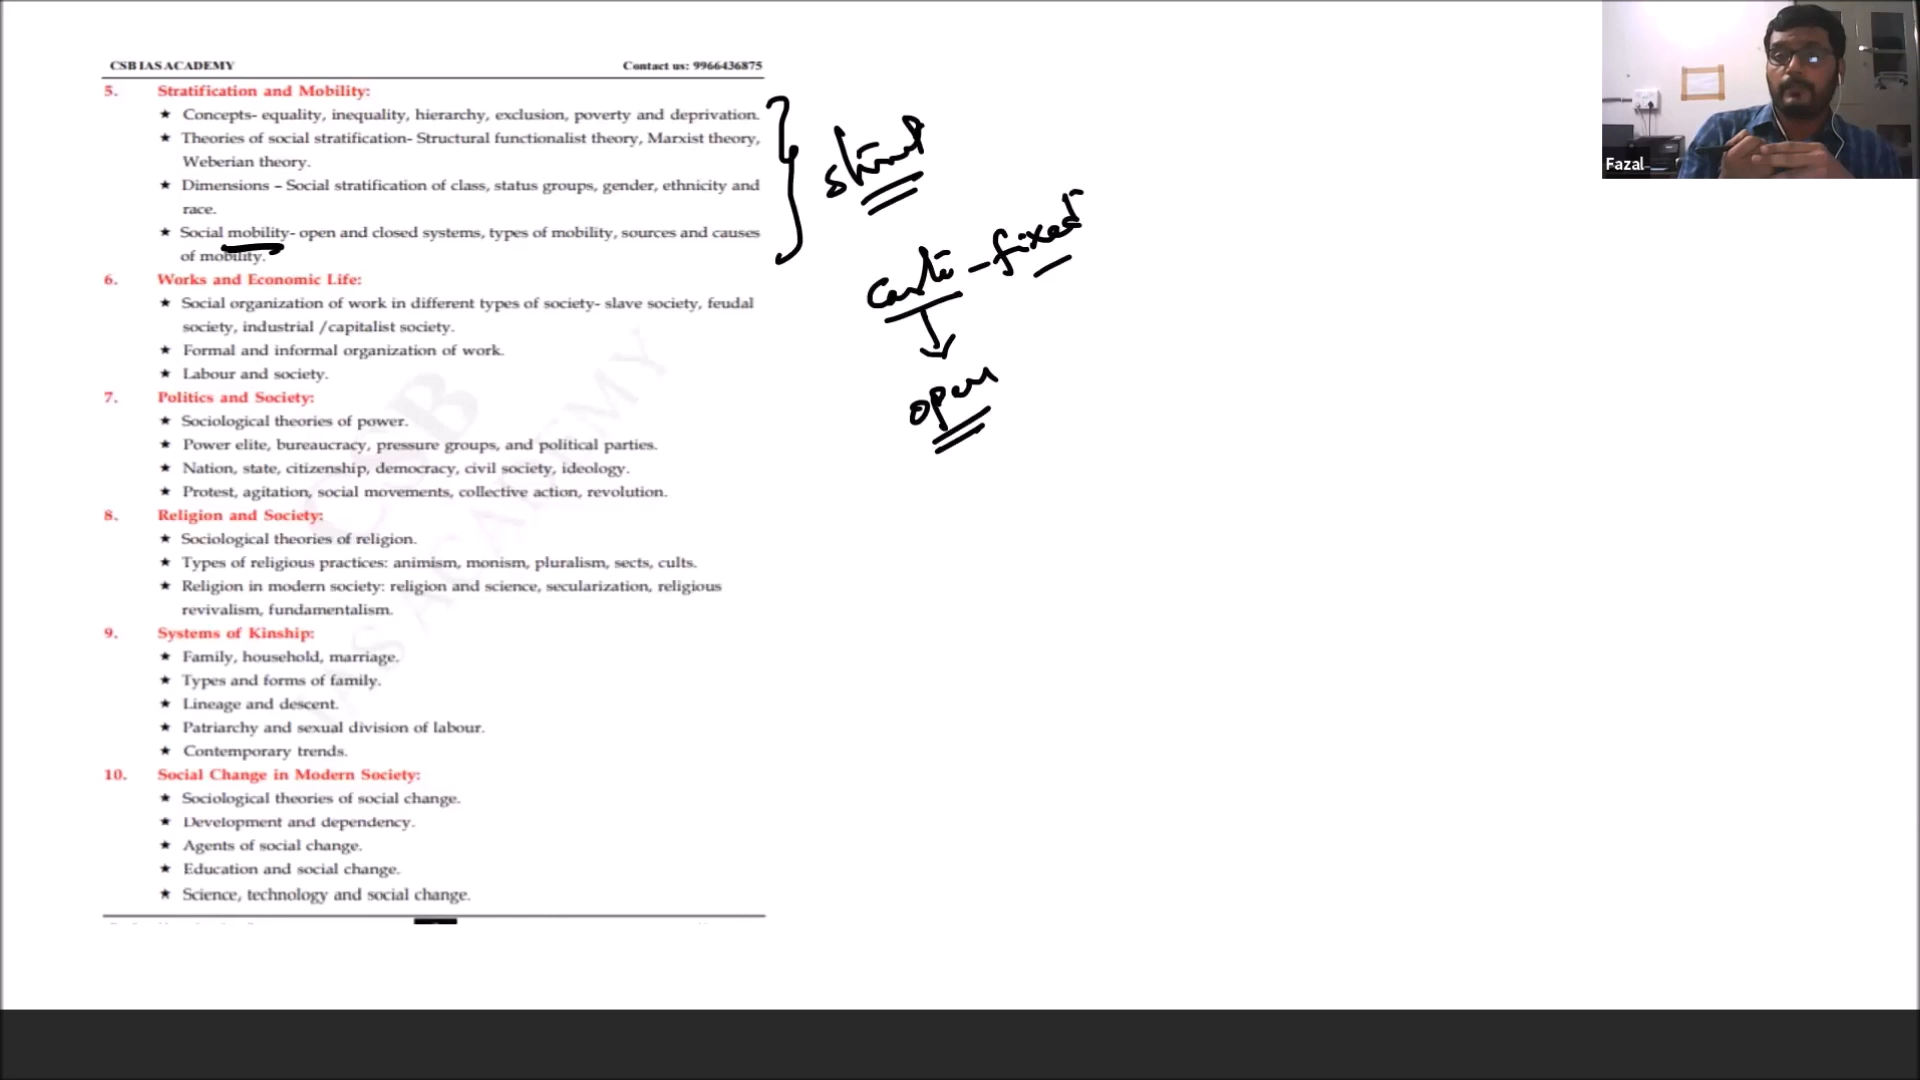 CSB IAS ACADEMY Contact us: 9966436875
5. Stratification and Mobility:
★ Concepts- equality, inequality, hierarchy, exclusion, poverty and deprivation.
★ Theories of social stratification- Structural functionalist theory, Marxist theory,
Weberian theory.
★ Dimensions – Social stratification of class, status groups, gender, ethnicity and
race.
★ Social mobility- open and closed systems, types of mobility, sources and causes
of mobility.
6. Works and Economic Life:
★ Social organization of work in different types of society- slave society, feudal
society, industrial /capitalist society.
★ Formal and informal organization of work.
★ Labour and society.
7. Politics and Society:
★ Sociological theories of power.
★ Power elite, bureaucracy, pressure groups, and political parties.
★ Nation, state, citizenship, democracy, civil society, ideology.
★ Protest, agitation, social movements, collective action, revolution.
8. Religion and Society:
★ Sociological theories of religion.
★ Types of religious practices: animism, monism, pluralism, sects, cults.
★ Religion in modern society: religion and science, secularization, religious
revivalism, fundamentalism.
9. Systems of Kinship:
★ Family, household, marriage.
★ Types and forms of family.
★ Lineage and descent.
★ Patriarchy and sexual division of labour.
★ Contemporary trends.
10. Social Change in Modern Society:
★ Sociological theories of social change.
★ Development and dependency.
★ Agents of social change.
★ Education and social change.
★ Science, technology and social change.
CSB
IAS ACADEMY
caste - fixed
open
Fazal